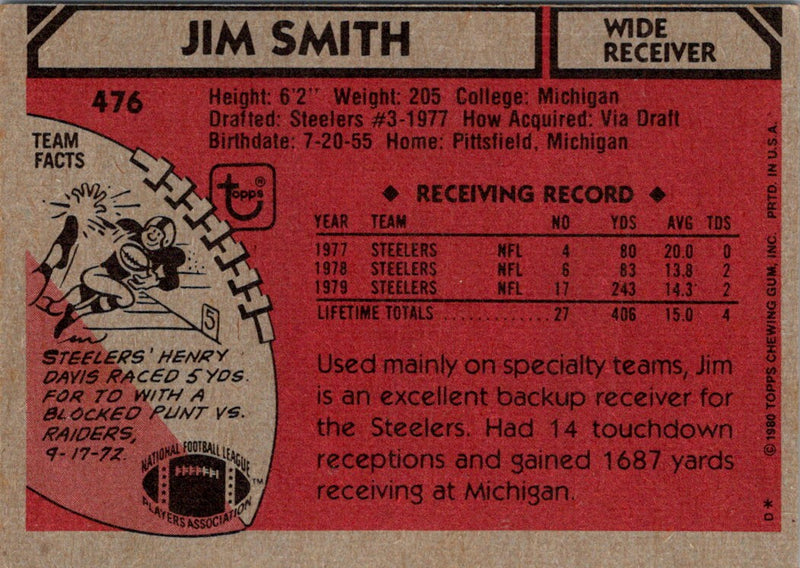 JIM SMITH
WIDE
RECEIVER
476
Height: 6'2" Weight: 205 College: Michigan
Drafted: Steelers #3-1977 How Acquired: Via Draft
Birthdate: 7-20-55 Home: Pittsfield, Michigan
TEAM
FACTS
topps®
◆ RECEIVING RECORD ◆
YEAR TEAM NO YDS AVG TDS
1977 STEELERS NFL 4 80 20.0 0
1978 STEELERS NFL 6 83 13.8 2
1979 STEELERS NFL 17 243 14.3 2
LIFETIME TOTALS ............. 27 406 15.0 4
5
STEELERS' HENRY
DAVIS RACED 5 YDS.
FOR TD WITH A
BLOCKED PUNT VS.
RAIDERS,
9-17-72.
Used mainly on specialty teams, Jim
is an excellent backup receiver for
the Steelers. Had 14 touchdown
receptions and gained 1687 yards
receiving at Michigan.
NATIONAL FOOTBALL LEAGUE
PLAYERS ASSOCIATION
TM
© 1980 TOPPS CHEWING GUM, INC. PRTD. IN U.S.A.
D*